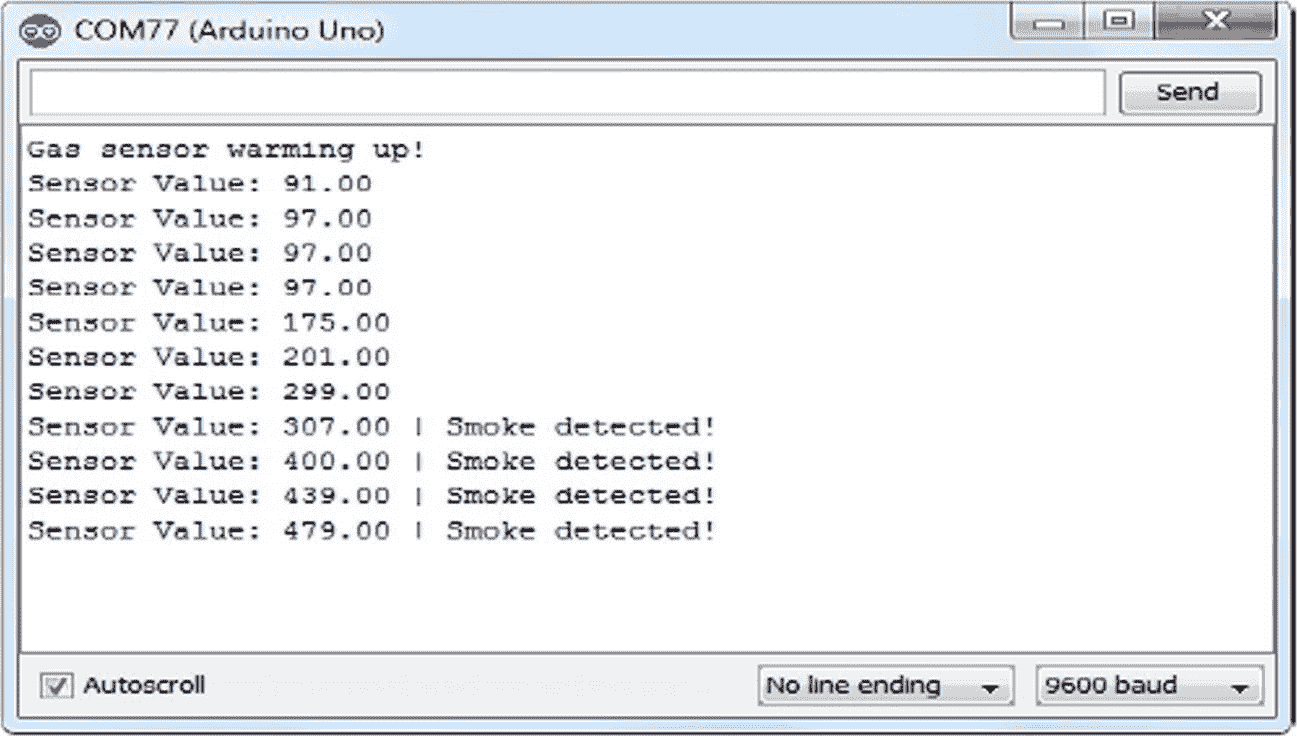 COM77 (Arduino Uno)
Send
Gas sensor warming up!
Sensor Value: 91.00
Sensor Value: 97.00
Sensor Value: 97.00
Sensor Value: 97.00
Sensor Value: 175.00
Sensor Value: 201.00
Sensor Value: 299.00
Sensor Value: 307.00 | Smoke detected!
Sensor Value: 400.00 | Smoke detected!
Sensor Value: 439.00 | Smoke detected!
Sensor Value: 479.00 | Smoke detected!
Autoscroll No line ending 9600 baud